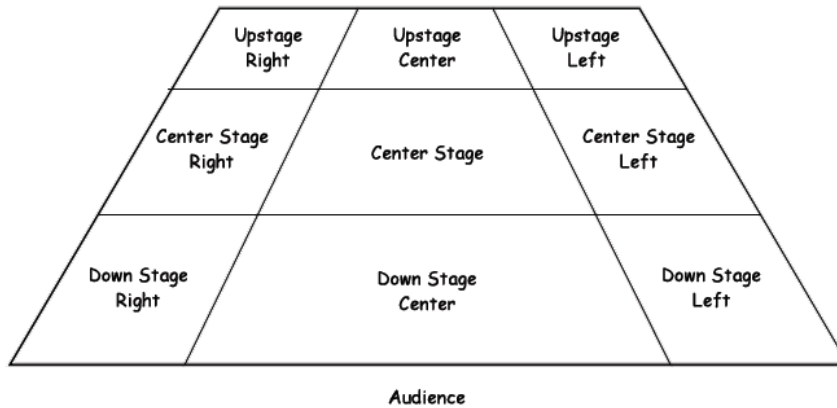 Upstage
Right
Upstage
Center
Upstage
Left
Center Stage
Right
Center Stage
Center Stage
Left
Down Stage
Right
Down Stage
Center
Down Stage
Left
Audience